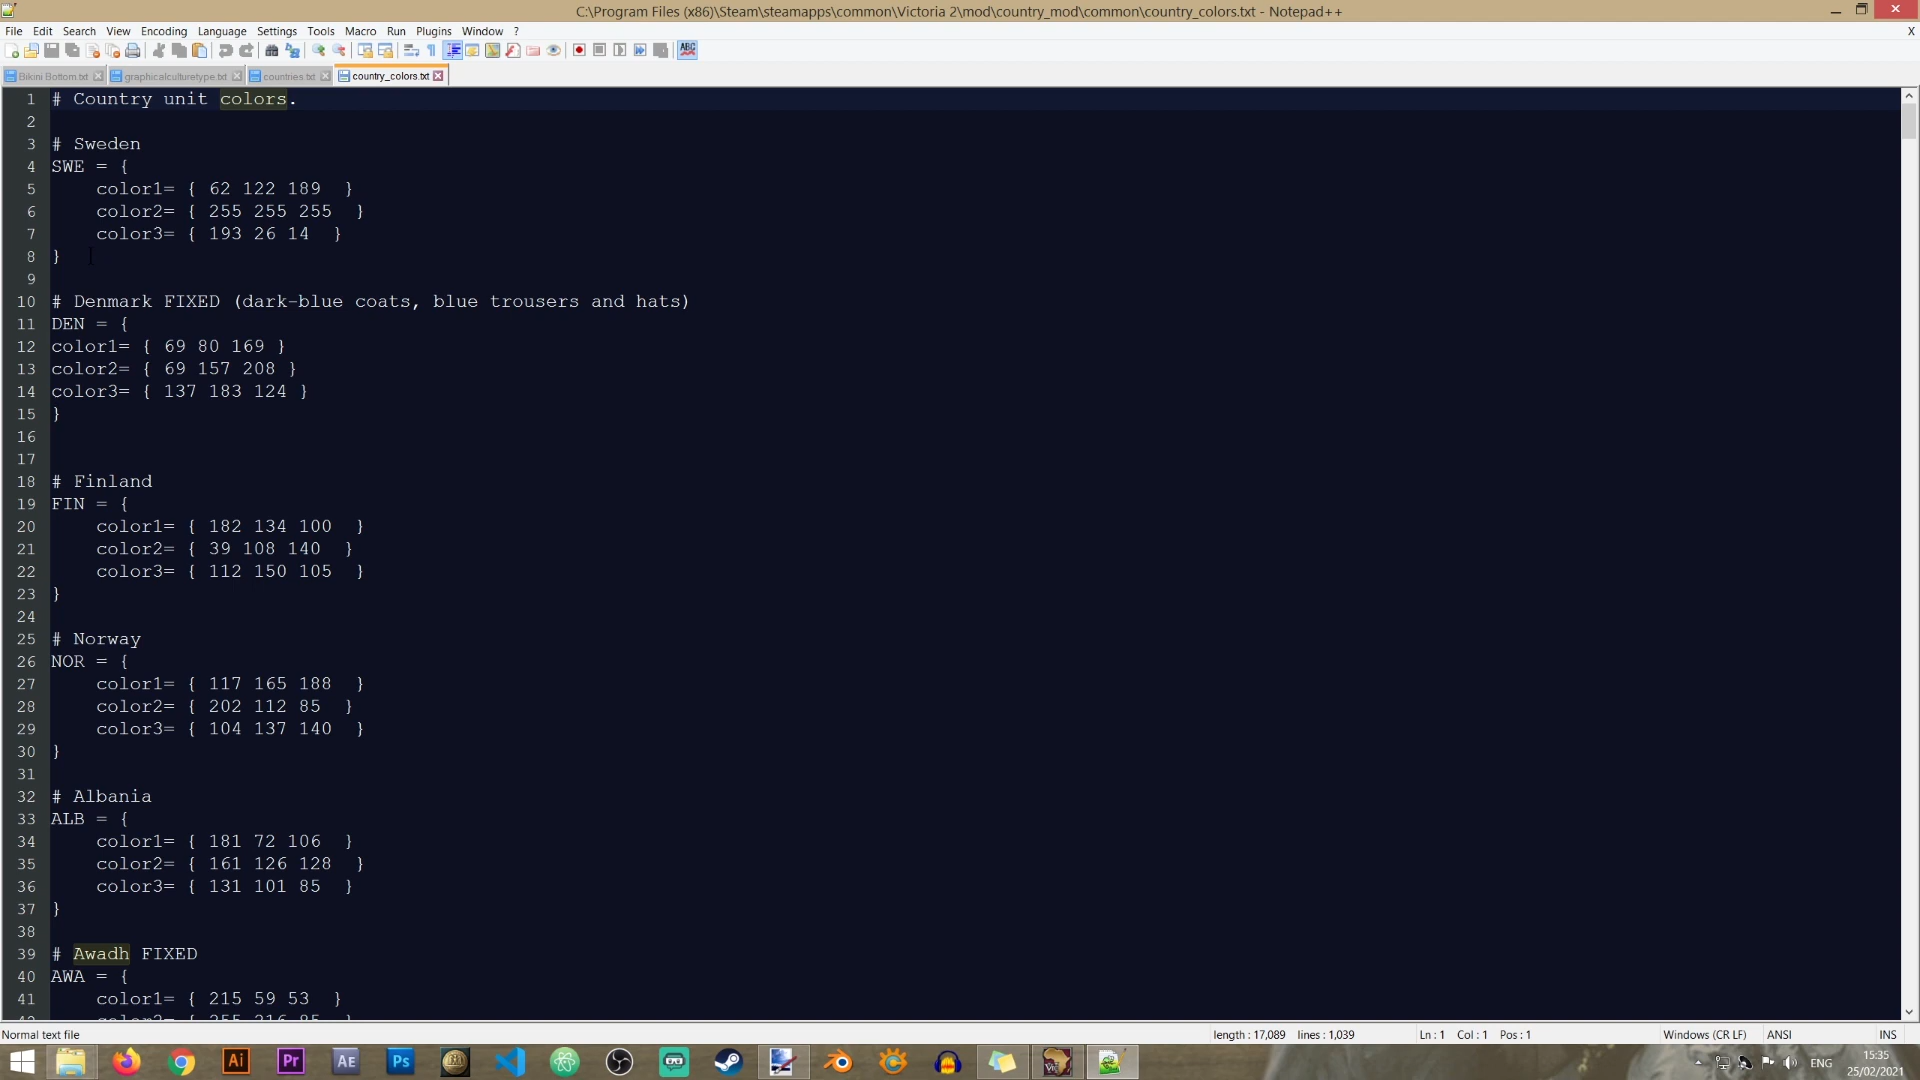 C:\Program Files (x86)\Steam\steamapps\common\Victoria 2\mod\country_mod\common\country_colors.txt - Notepad++
File Edit Search View Encoding Language Settings Tools Macro Run Plugins Window ? X
Bikini Bottom.txt graphicalculturetype.txt countries.txt country_colors.txt
1 # Country unit colors.
2
3 # Sweden
4 SWE = {
5 color1= { 62 122 189 }
6 color2= { 255 255 255 }
7 color3= { 193 26 14 }
8 }
9
10 # Denmark FIXED (dark-blue coats, blue trousers and hats)
11 DEN = {
12 color1= { 69 80 169 }
13 color2= { 69 157 208 }
14 color3= { 137 183 124 }
15 }
16
17
18 # Finland
19 FIN = {
20 color1= { 182 134 100 }
21 color2= { 39 108 140 }
22 color3= { 112 150 105 }
23 }
24
25 # Norway
26 NOR = {
27 color1= { 117 165 188 }
28 color2= { 202 112 85 }
29 color3= { 104 137 140 }
30 }
31
32 # Albania
33 ALB = {
34 color1= { 181 72 106 }
35 color2= { 161 126 128 }
36 color3= { 131 101 85 }
37 }
38
39 # Awadh FIXED
40 AWA = {
41 color1= { 215 59 53 }
42 color2= { 255 216 85 }
Normal text file length : 17,089 lines : 1,039 Ln : 1 Col : 1 Pos : 1 Windows (CR LF) ANSI INS
Ai Pr AE Ps ENG 15:35
25/02/2021